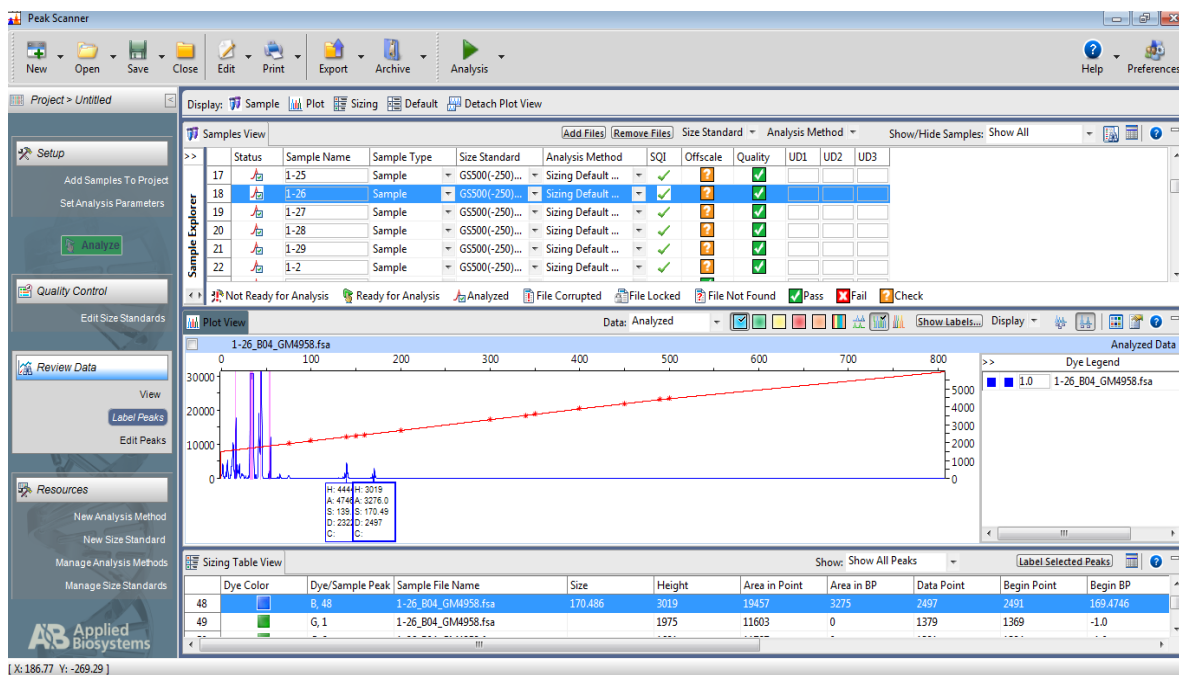 Peak Scanner
New Open Save Close Edit Print Export Archive Analysis Help Preferences
Project > Untitled
<
Display: Sample Plot Sizing Default Detach Plot View
Samples View Add Files Remove Files Size Standard Analysis Method Show/Hide Samples: Show All
>> Status Sample Name Sample Type Size Standard Analysis Method SQI Offscale Quality UD1 UD2 UD3
17 1-25 Sample GS500(-250)... Sizing Default ...
18 1-26 Sample GS500(-250)... Sizing Default ...
19 1-27 Sample GS500(-250)... Sizing Default ...
20 1-28 Sample GS500(-250)... Sizing Default ...
21 1-29 Sample GS500(-250)... Sizing Default ...
22 1-2 Sample GS500(-250)... Sizing Default ...
Sample Explorer
Not Ready for Analysis Ready for Analysis Analyzed File Corrupted File Locked File Not Found Pass Fail Check
Setup
Add Samples To Project
Set Analysis Parameters
Analyze
Quality Control
Edit Size Standards
Review Data
View
Label Peaks
Edit Peaks
Resources
New Analysis Method
New Size Standard
Manage Analysis Methods
Manage Size Standards
AB Applied
Biosystems
Plot View Data: Analyzed Show Labels... Display
1-26_B04_GM4958.fsa Analyzed Data
0 100 200 300 400 500 600 700 800
30000
20000
10000
0
5000
4000
3000
2000
1000
0
H: 4444 H: 3019
A: 4746 A: 3276.0
S: 139. S: 170.49
D: 2322 D: 2497
C: C:
>> Dye Legend
1.0 1-26_B04_GM4958.fsa
Sizing Table View Show: Show All Peaks Label Selected Peaks
Dye Color Dye/Sample Peak Sample File Name Size Height Area in Point Area in BP Data Point Begin Point Begin BP
48 B, 48 1-26_B04_GM4958.fsa 170.486 3019 19457 3275 2497 2491 169.4746
49 G, 1 1-26_B04_GM4958.fsa 1975 11603 0 1379 1369 -1.0
[ X: 186.77 Y: -269.29 ]